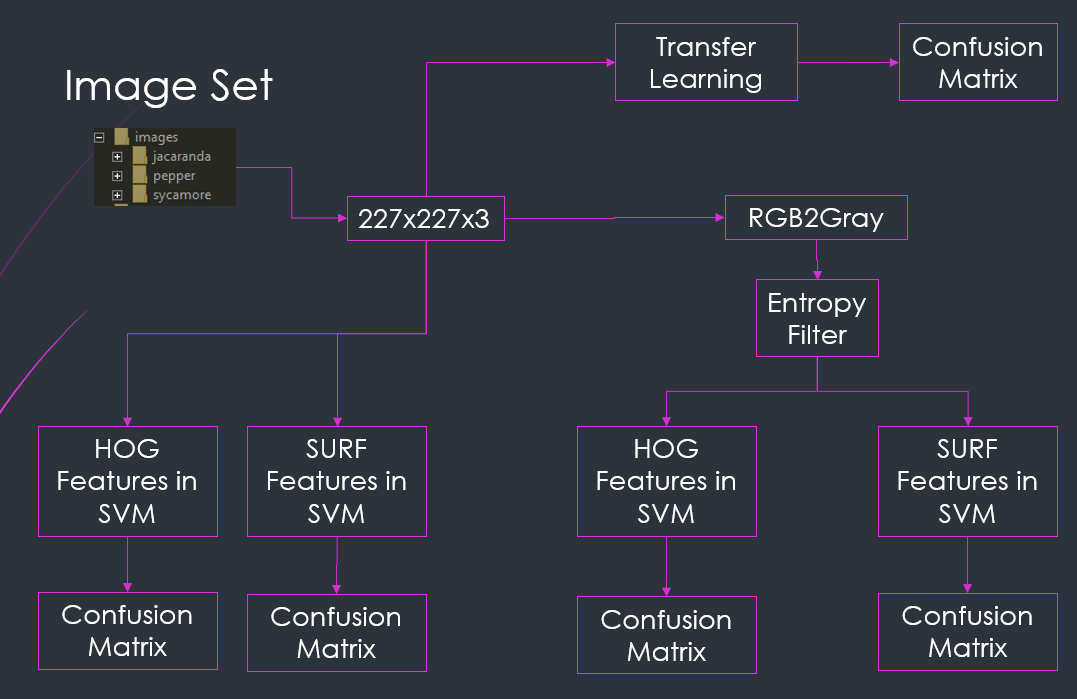 Image Set
images
jacaranda
pepper
sycamore
Transfer
Learning
Confusion
Matrix
227x227x3
RGB2Gray
Entropy
Filter
HOG
Features in
SVM
SURF
Features in
SVM
HOG
Features in
SVM
SURF
Features in
SVM
Confusion
Matrix
Confusion
Matrix
Confusion
Matrix
Confusion
Matrix